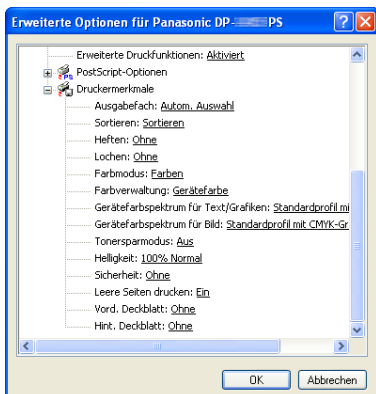 Erweiterte Optionen für Panasonic DP- PS
Erweiterte Druckfunktionen: Aktiviert
PostScript-Optionen
Druckermerkmale
Ausgabefach: Autom. Auswahl
Sortieren: Sortieren
Heften: Ohne
Lochen: Ohne
Farbmodus: Farben
Farbverwaltung: Gerätefarbe
Gerätefarbspektrum für Text/Grafiken: Standardprofil mi
Gerätefarbspektrum für Bild: Standardprofil mit CMYK-Gr
Tonersparmodus: Aus
Helligkeit: 100% Normal
Sicherheit: Ohne
Leere Seiten drucken: Ein
Vord. Deckblatt: Ohne
Hint. Deckblatt: Ohne
OK Abbrechen